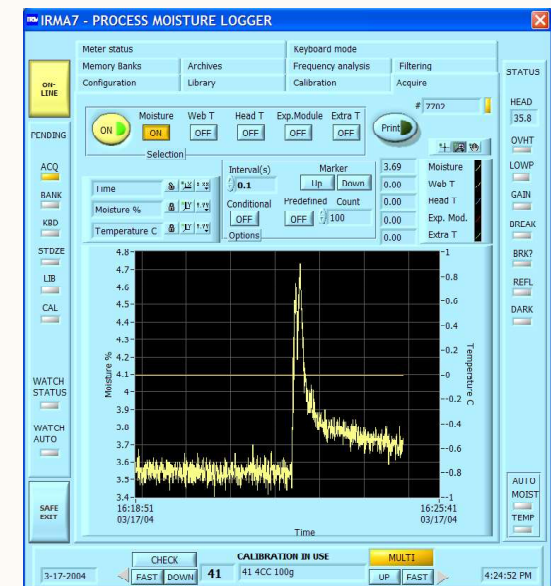 IRMA7 - PROCESS MOISTURE LOGGER
Meter status Keyboard mode
Memory Banks Archives Frequency analysis Filtering
Configuration Library Calibration Acquire
ON-
LINE
PENDING
ACQ
BANK
KBD
STDZE
LIB
CAL
WATCH
STATUS
WATCH
AUTO
SAFE
EXIT
# 7702
Moisture Web T Head T Exp.Module Extra T
ON ON OFF OFF OFF OFF Print
Selection
Time
Moisture %
Temperature C
Interval(s) Marker
0.1 Up Down
Conditional Predefined Count
OFF OFF 100
Options
3.69 Moisture
0.00 Web T
0.00 Head T
0.00 Exp. Mod.
0.00 Extra T
STATUS
HEAD
35.8
OVHT
LOWP
GAIN
BREAK
BRK?
REFL
DARK
AUTO
MOIST
TEMP
Moisture %
4.8
4.7
4.6
4.5
4.4
4.3
4.2
4.1
4
3.9
3.8
3.7
3.6
3.5
3.4
1
0.8
0.6
0.4
0.2
0
-0.2
-0.4
-0.6
-0.8
-1
Temperature C
16:18:51 16:25:41
03/17/04 03/17/04
Time
CHECK CALIBRATION IN USE MULTI
3-17-2004 FAST DOWN 41 41 4CC 100g UP FAST 4:24:52 PM